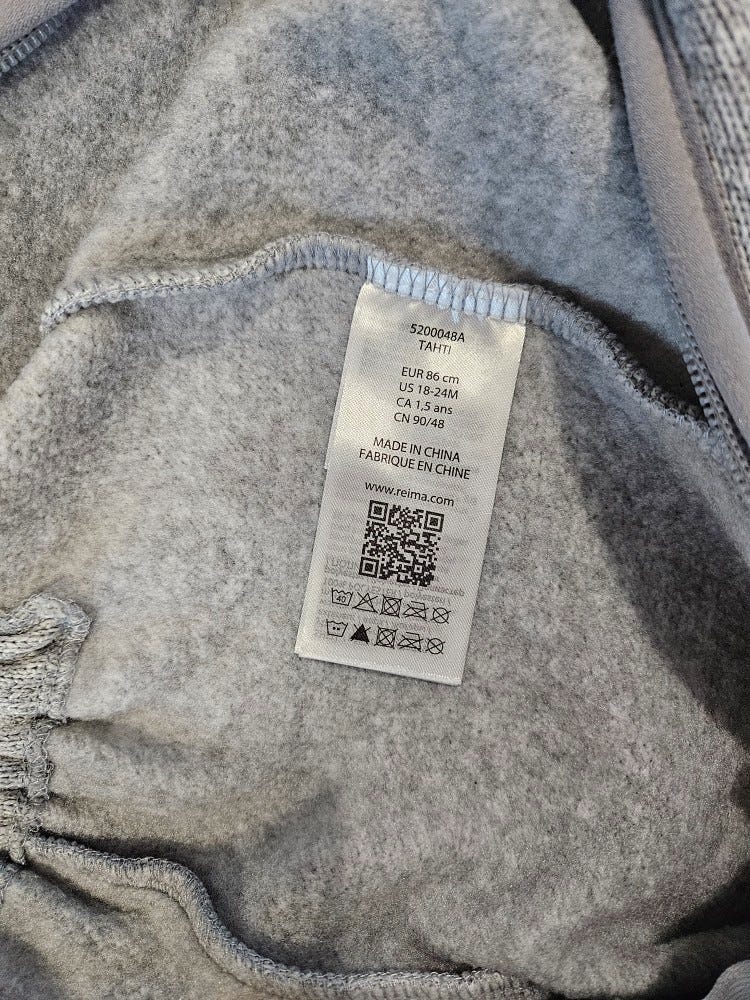 5200048A
TAHTI
EUR 86 cm
US 18-24M
CA 1,5 ans
CN 90/48
MADE IN CHINA
FABRIQUE EN CHINE
www.reima.com
40